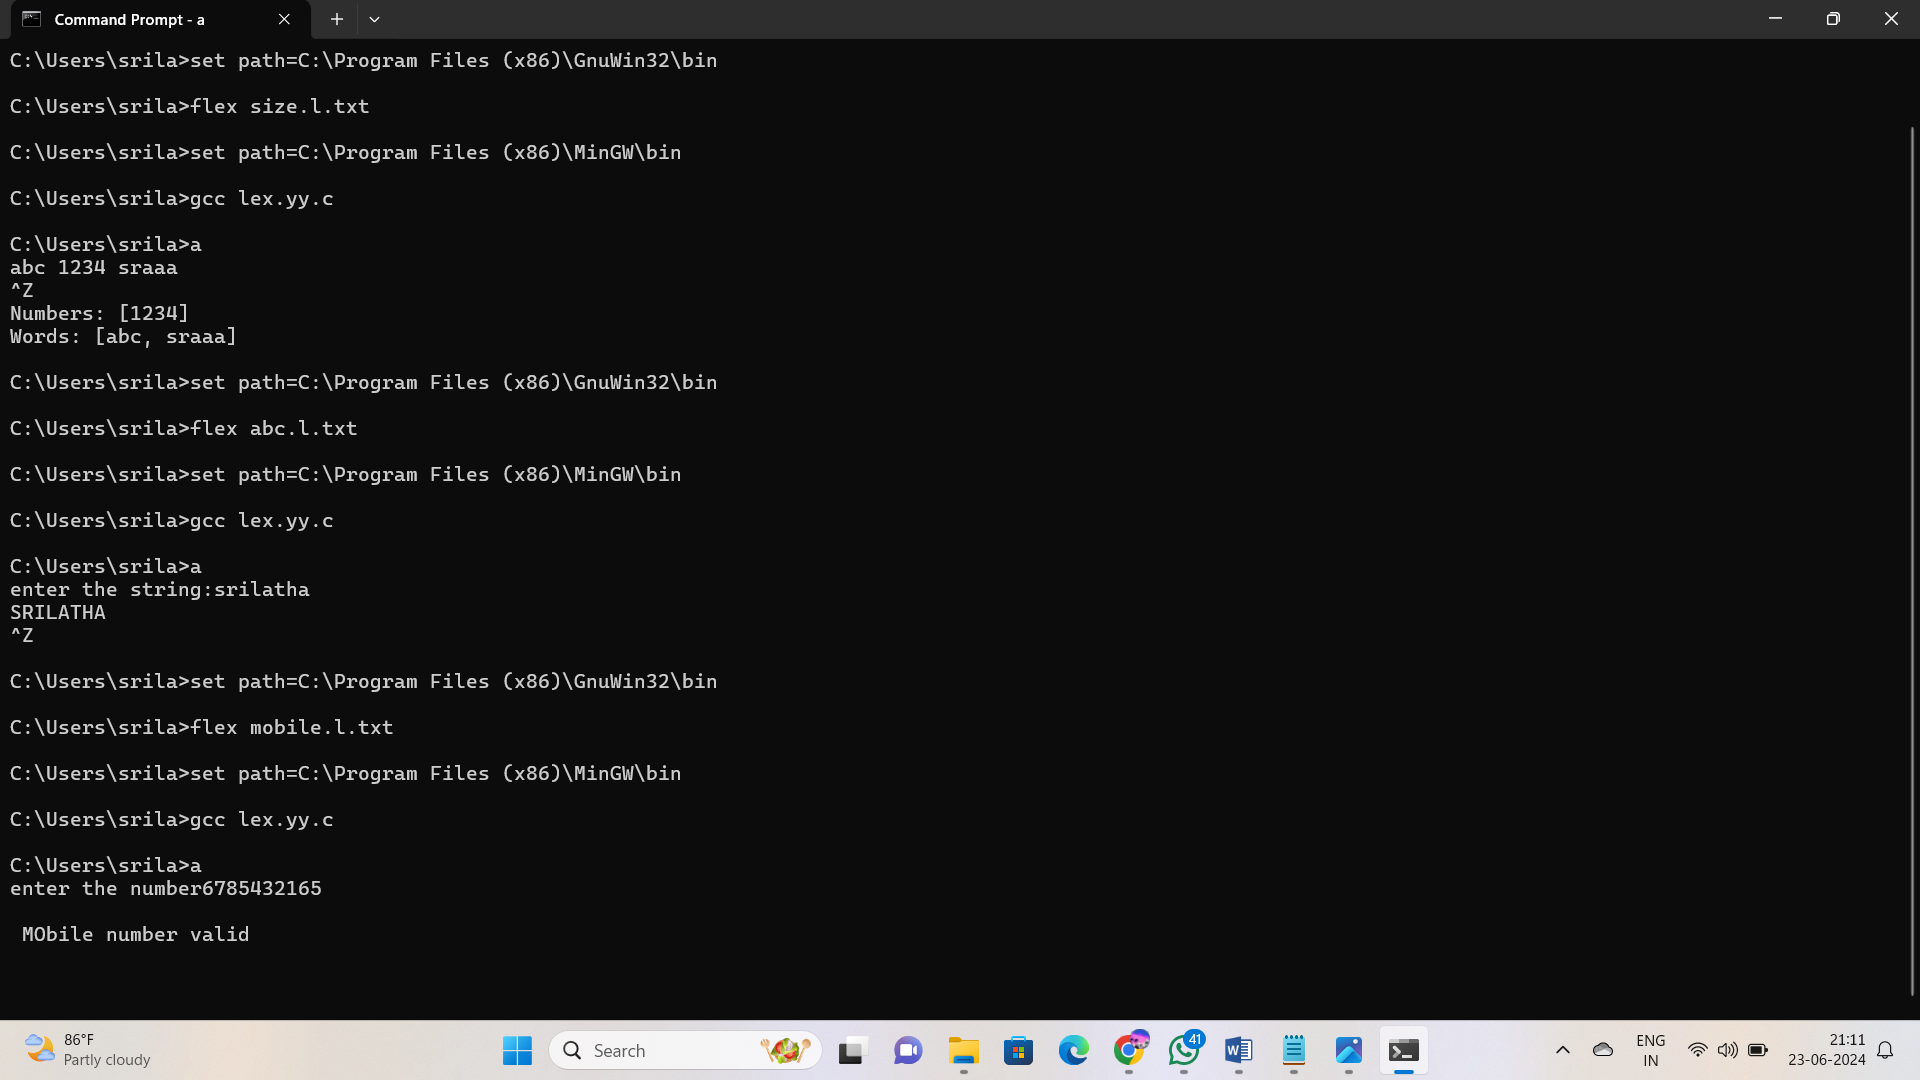 Command Prompt - a
C:\Users\srila>set path=C:\Program Files (x86)\GnuWin32\bin
C:\Users\srila>flex size.l.txt
C:\Users\srila>set path=C:\Program Files (x86)\MinGW\bin
C:\Users\srila>gcc lex.yy.c
C:\Users\srila>a
abc 1234 sraaa
^Z
Numbers: [1234]
Words: [abc, sraaa]
C:\Users\srila>set path=C:\Program Files (x86)\GnuWin32\bin
C:\Users\srila>flex abc.l.txt
C:\Users\srila>set path=C:\Program Files (x86)\MinGW\bin
C:\Users\srila>gcc lex.yy.c
C:\Users\srila>a
enter the string:srilatha
SRILATHA
^Z
C:\Users\srila>set path=C:\Program Files (x86)\GnuWin32\bin
C:\Users\srila>flex mobile.l.txt
C:\Users\srila>set path=C:\Program Files (x86)\MinGW\bin
C:\Users\srila>gcc lex.yy.c
C:\Users\srila>a
enter the number6785432165
MObile number valid
86°F
Partly cloudy
Search
41
ENG
IN
21:11
23-06-2024